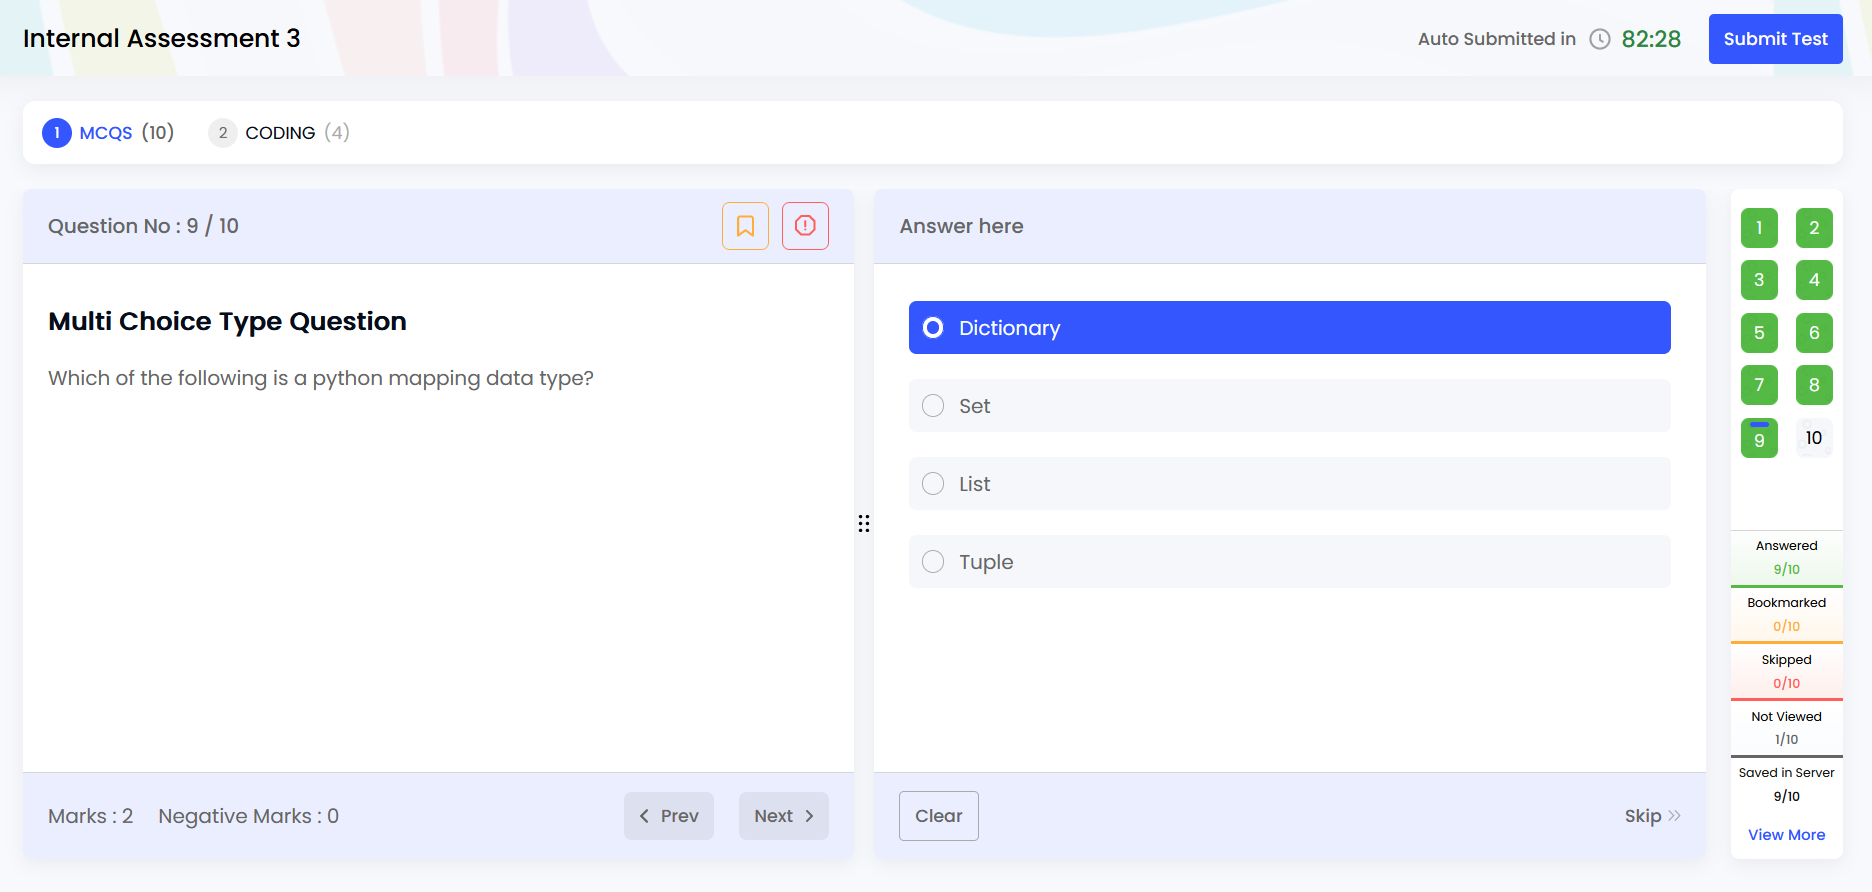 Internal Assessment 3
Auto Submitted in 82:28
Submit Test
1 MCQS (10)
2 CODING (4)
Question No : 9 / 10
Multi Choice Type Question
Which of the following is a python mapping data type?
Marks : 2 Negative Marks : 0
Prev
Next
Answer here
Dictionary
Set
List
Tuple
Clear
Skip
1 2
3 4
5 6
7 8
9 10
Answered
9/10
Bookmarked
0/10
Skipped
0/10
Not Viewed
1/10
Saved in Server
9/10
View More